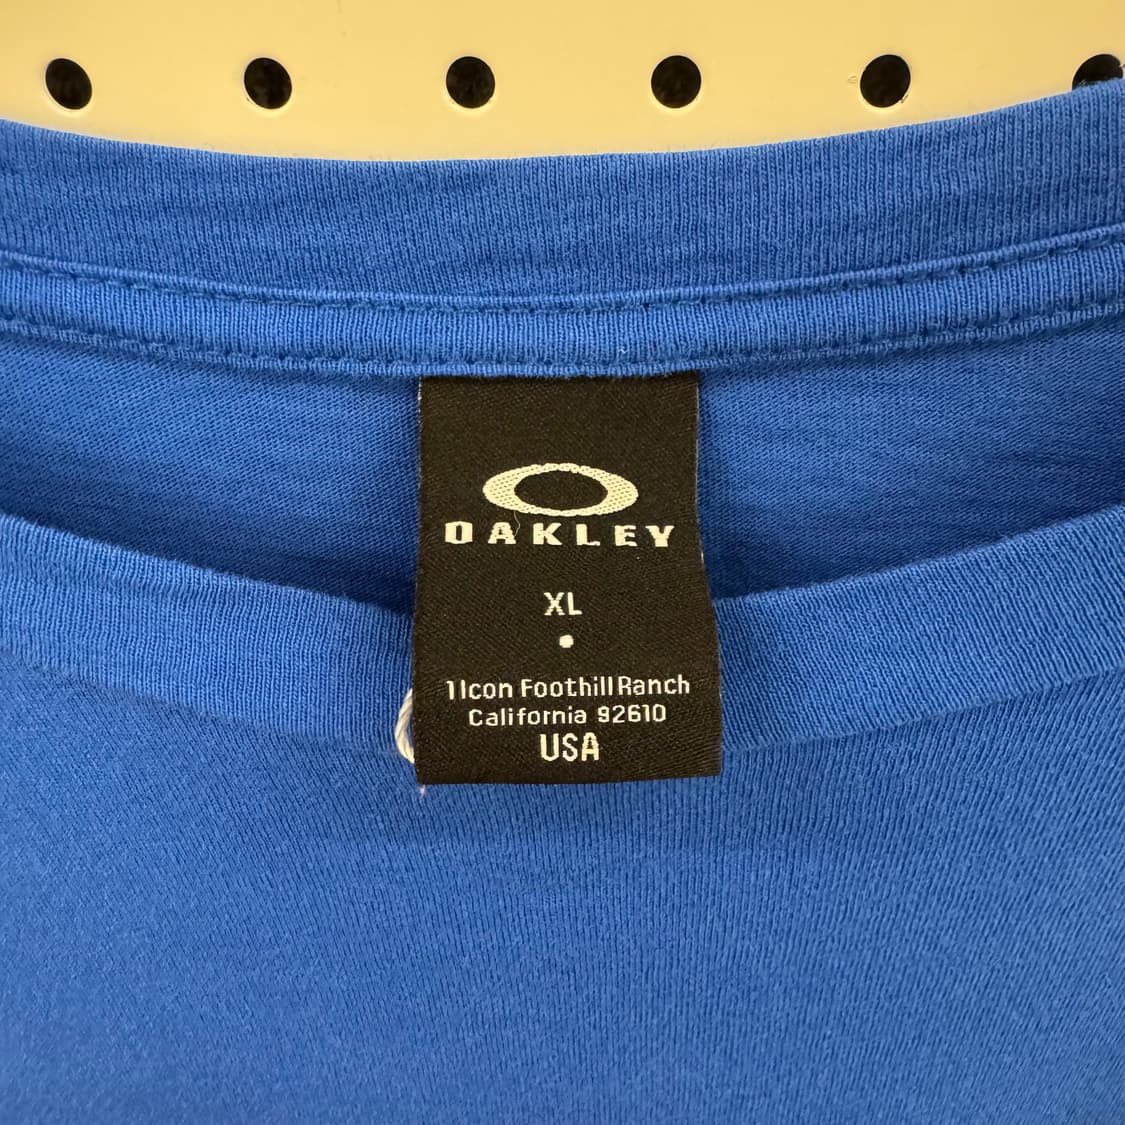 OAKLEY
XL
1 Icon Foothill Ranch
California 92610
USA